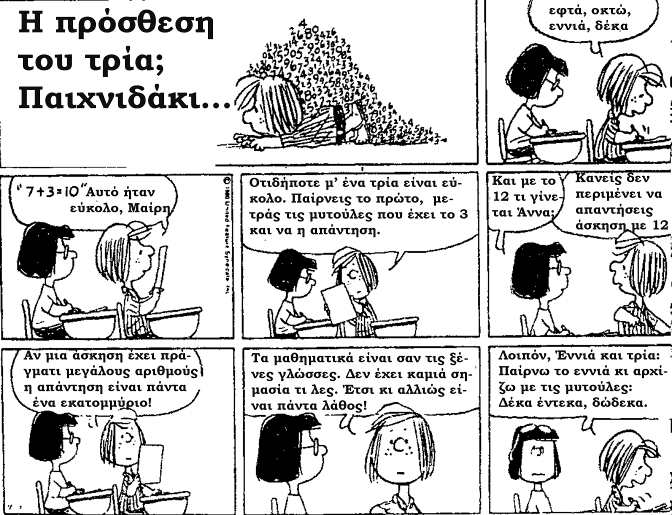 Η πρόσθεση
του τρία;
Παιχνιδάκι...
εφτά, οκτώ,
εννιά, δέκα
"7+3=10" Αυτό ήταν
εύκολο, Μαίρη
Οτιδήποτε μ' ένα τρία είναι εύ-
κολο. Παίρνεις το πρώτο, με-
τράς τις μυτούλες που έχει το 3
και να η απάντηση.
Και με το
12 τι γίνε-
ται Άννα;
Κανείς δεν
περιμένει να
απαντήσεις
άσκηση με 12
Αν μια άσκηση έχει πρά-
γματι μεγάλους αριθμούς
η απάντηση είναι πάντα
ένα εκατομμύριο!
Τα μαθηματικά είναι σαν τις ξέ-
νες γλώσσες. Δεν έχει καμιά ση-
μασία τι λες. Έτσι κι αλλιώς εί-
ναι πάντα λάθος!
Λοιπόν, Έννιά και τρία:
Παίρνω το εννιά κι αρχί-
ζω με τις μυτούλες:
Δέκα έντεκα, δώδεκα.